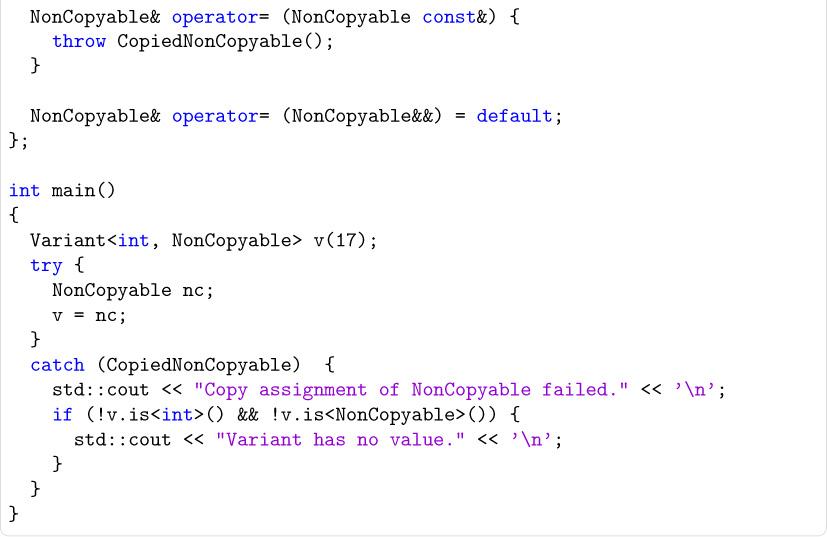 NonCopyable& operator= (NonCopyable const&) {
throw CopiedNonCopyable();
}
NonCopyable& operator= (NonCopyable&&) = default;
};
int main()
{
Variant<int, NonCopyable> v(17);
try {
NonCopyable nc;
v = nc;
}
catch (CopiedNonCopyable)  {
std::cout << "Copy assignment of NonCopyable failed." << ’\n’;
if (!v.is<int>() && !v.is<NonCopyable>()) {
std::cout << "Variant has no value." << ’\n’;
}
}
}